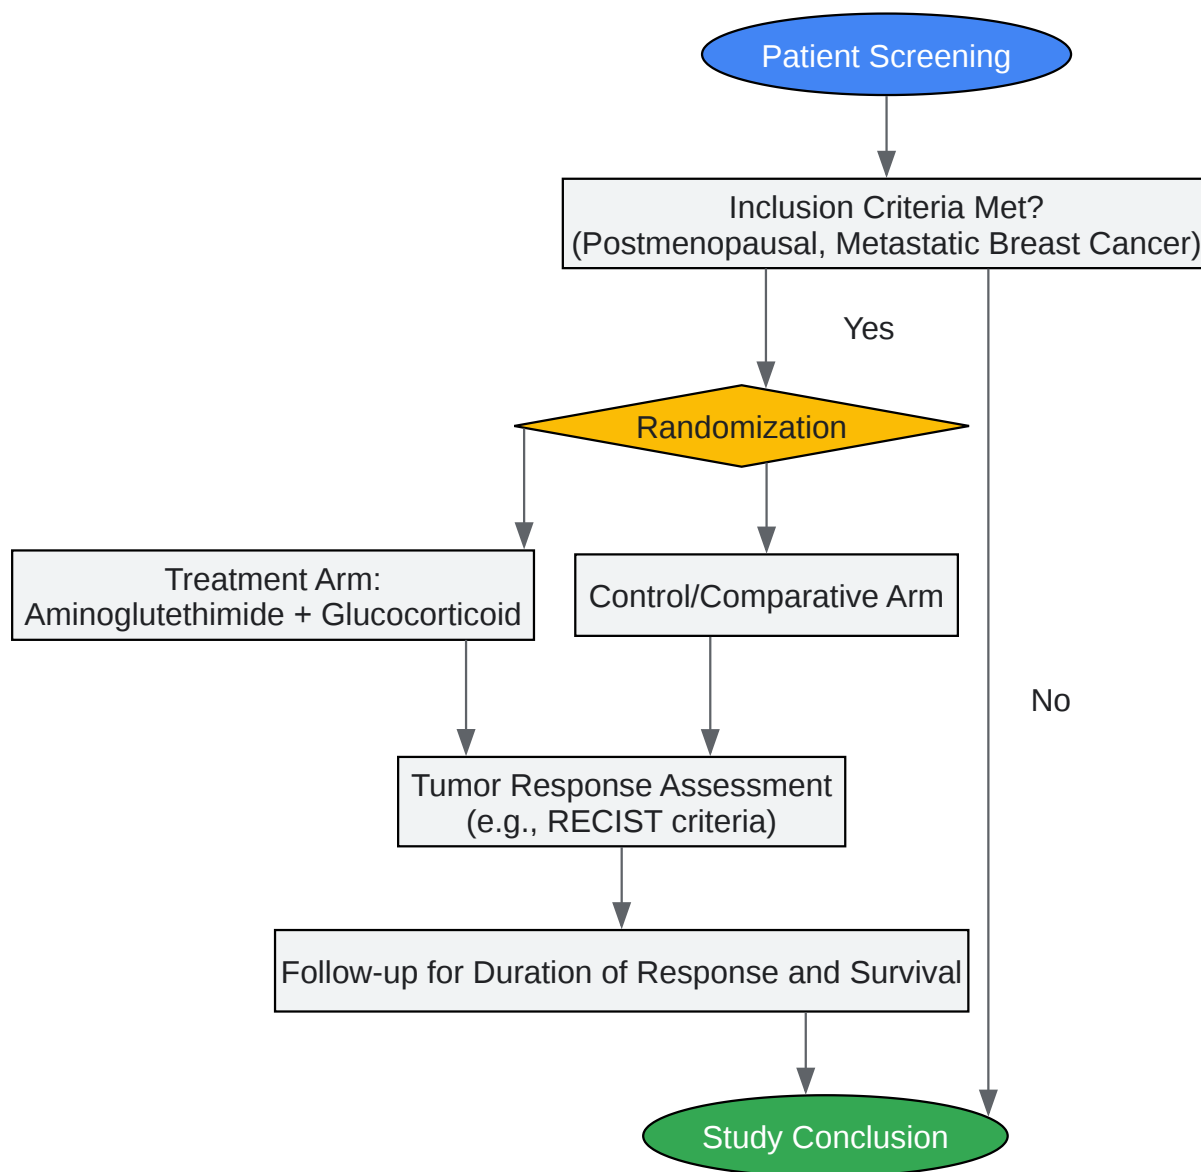 Patient Screening
Inclusion Criteria Met?
(Postmenopausal, Metastatic Breast Cancer)
Yes
Randomization
Treatment Arm:
Aminoglutethimide + Glucocorticoid
Control/Comparative Arm
No
Tumor Response Assessment
(e.g., RECIST criteria)
Follow-up for Duration of Response and Survival
Study Conclusion